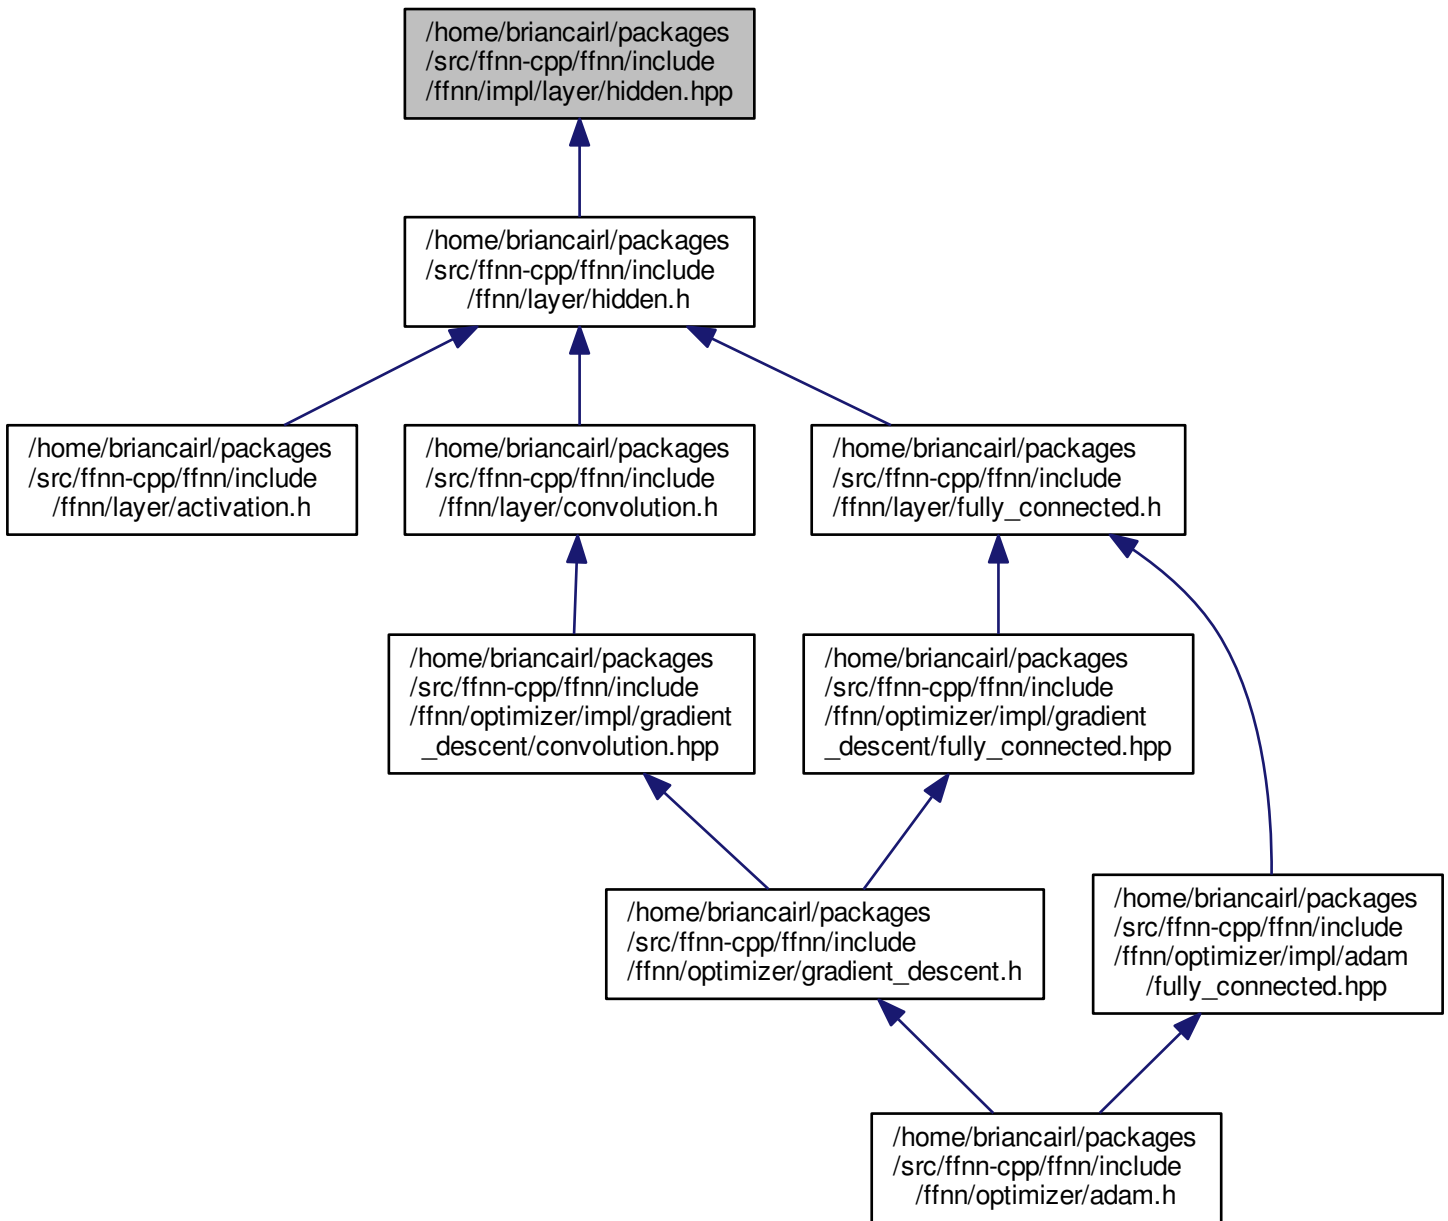 /home/briancairl/packages
/src/ffnn-cpp/ffnn/include
/ffnn/impl/layer/hidden.hpp
/home/briancairl/packages
/src/ffnn-cpp/ffnn/include
/ffnn/layer/hidden.h
/home/briancairl/packages
/src/ffnn-cpp/ffnn/include
/ffnn/layer/activation.h
/home/briancairl/packages
/src/ffnn-cpp/ffnn/include
/ffnn/layer/convolution.h
/home/briancairl/packages
/src/ffnn-cpp/ffnn/include
/ffnn/layer/fully_connected.h
/home/briancairl/packages
/src/ffnn-cpp/ffnn/include
/ffnn/optimizer/impl/gradient
_descent/convolution.hpp
/home/briancairl/packages
/src/ffnn-cpp/ffnn/include
/ffnn/optimizer/impl/gradient
_descent/fully_connected.hpp
/home/briancairl/packages
/src/ffnn-cpp/ffnn/include
/ffnn/optimizer/gradient_descent.h
/home/briancairl/packages
/src/ffnn-cpp/ffnn/include
/ffnn/optimizer/impl/adam
/fully_connected.hpp
/home/briancairl/packages
/src/ffnn-cpp/ffnn/include
/ffnn/optimizer/adam.h